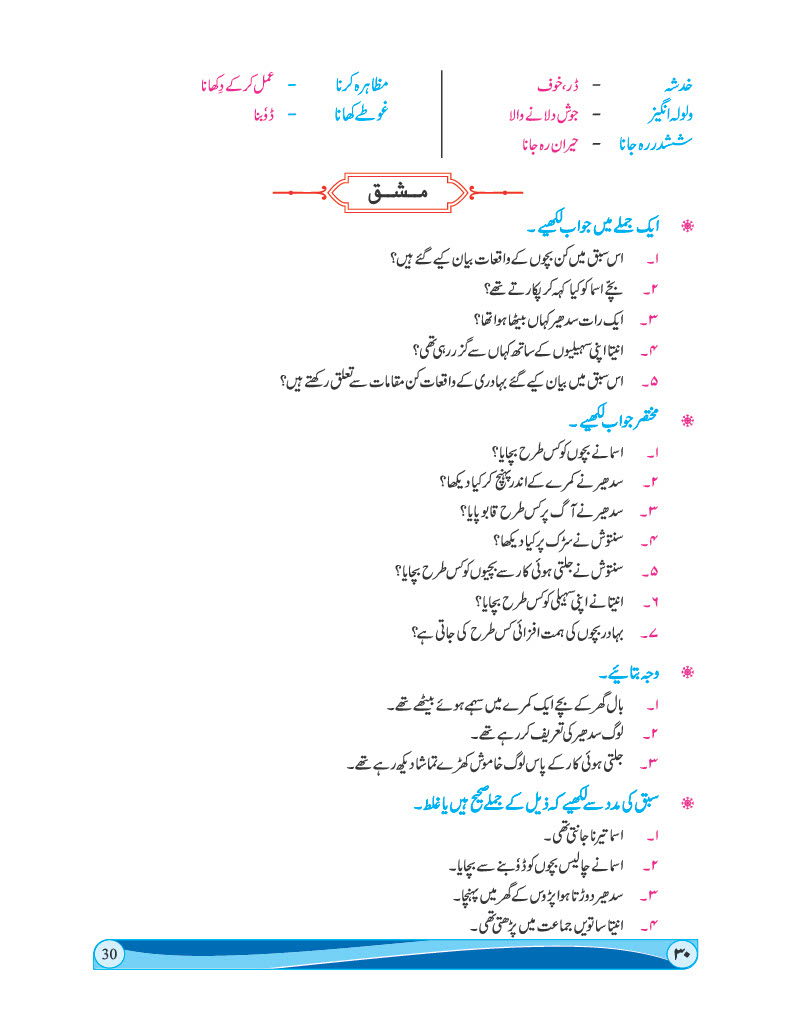 خدشہ - ڈر، خوف
ولولہ انگیز - جوش دلانے والا
ششدر رہ جانا - حیران رہ جانا
مظاہرہ کرنا - عمل کرکے دِکھانا
غوطے کھانا - ڈوٗبنا
مشق
ایک جملے میں جواب لکھیے ۔
۱۔ اس سبق میں کن بچوں کے واقعات بیان کیے گئے ہیں؟
۲۔ بچّے اسما کو کیا کہہ کر پکارتے تھے؟
۳۔ ایک رات سدھیر کہاں بیٹھا ہوا تھا؟
۴۔ انیتا اپنی سہیلیوں کے ساتھ کہاں سے گزر رہی تھی؟
۵۔ اس سبق میں بیان کیے گئے بہادری کے واقعات کن مقامات سے تعلق رکھتے ہیں؟
مختصر جواب لکھیے ۔
۱۔ اسما نے بچوں کو کس طرح بچایا؟
۲۔ سدھیر نے کمرے کے اندر پہنچ کر کیا دیکھا؟
۳۔ سدھیر نے آگ پر کس طرح قابو پایا؟
۴۔ سنتوش نے سڑک پر کیا دیکھا؟
۵۔ سنتوش نے جلتی ہوئی کار سے بچیوں کو کس طرح بچایا؟
۶۔ انیتا نے اپنی سہیلی کو کس طرح بچایا؟
۷۔ بہادر بچوں کی ہمت افزائی کس طرح کی جاتی ہے؟
وجہ بتائیے ۔
۱۔ بال گھر کے بچے ایک کمرے میں سہمے ہوئے بیٹھے تھے۔
۲۔ لوگ سدھیر کی تعریف کر رہے تھے۔
۳۔ جلتی ہوئی کار کے پاس لوگ خاموش کھڑے تماشا دیکھ رہے تھے۔
سبق کی مدد سے لکھیے کہ ذیل کے جملے صحیح ہیں یا غلط ۔
۱۔ اسما تیرنا جانتی تھی۔
۲۔ اسما نے چالیس بچوں کو ڈوٗبنے سے بچایا۔
۳۔ سدھیر دوڑتا ہوا پڑوس کے گھر میں پہنچا۔
۴۔ انیتا ساتویں جماعت میں پڑھتی تھی۔
30
۳۰